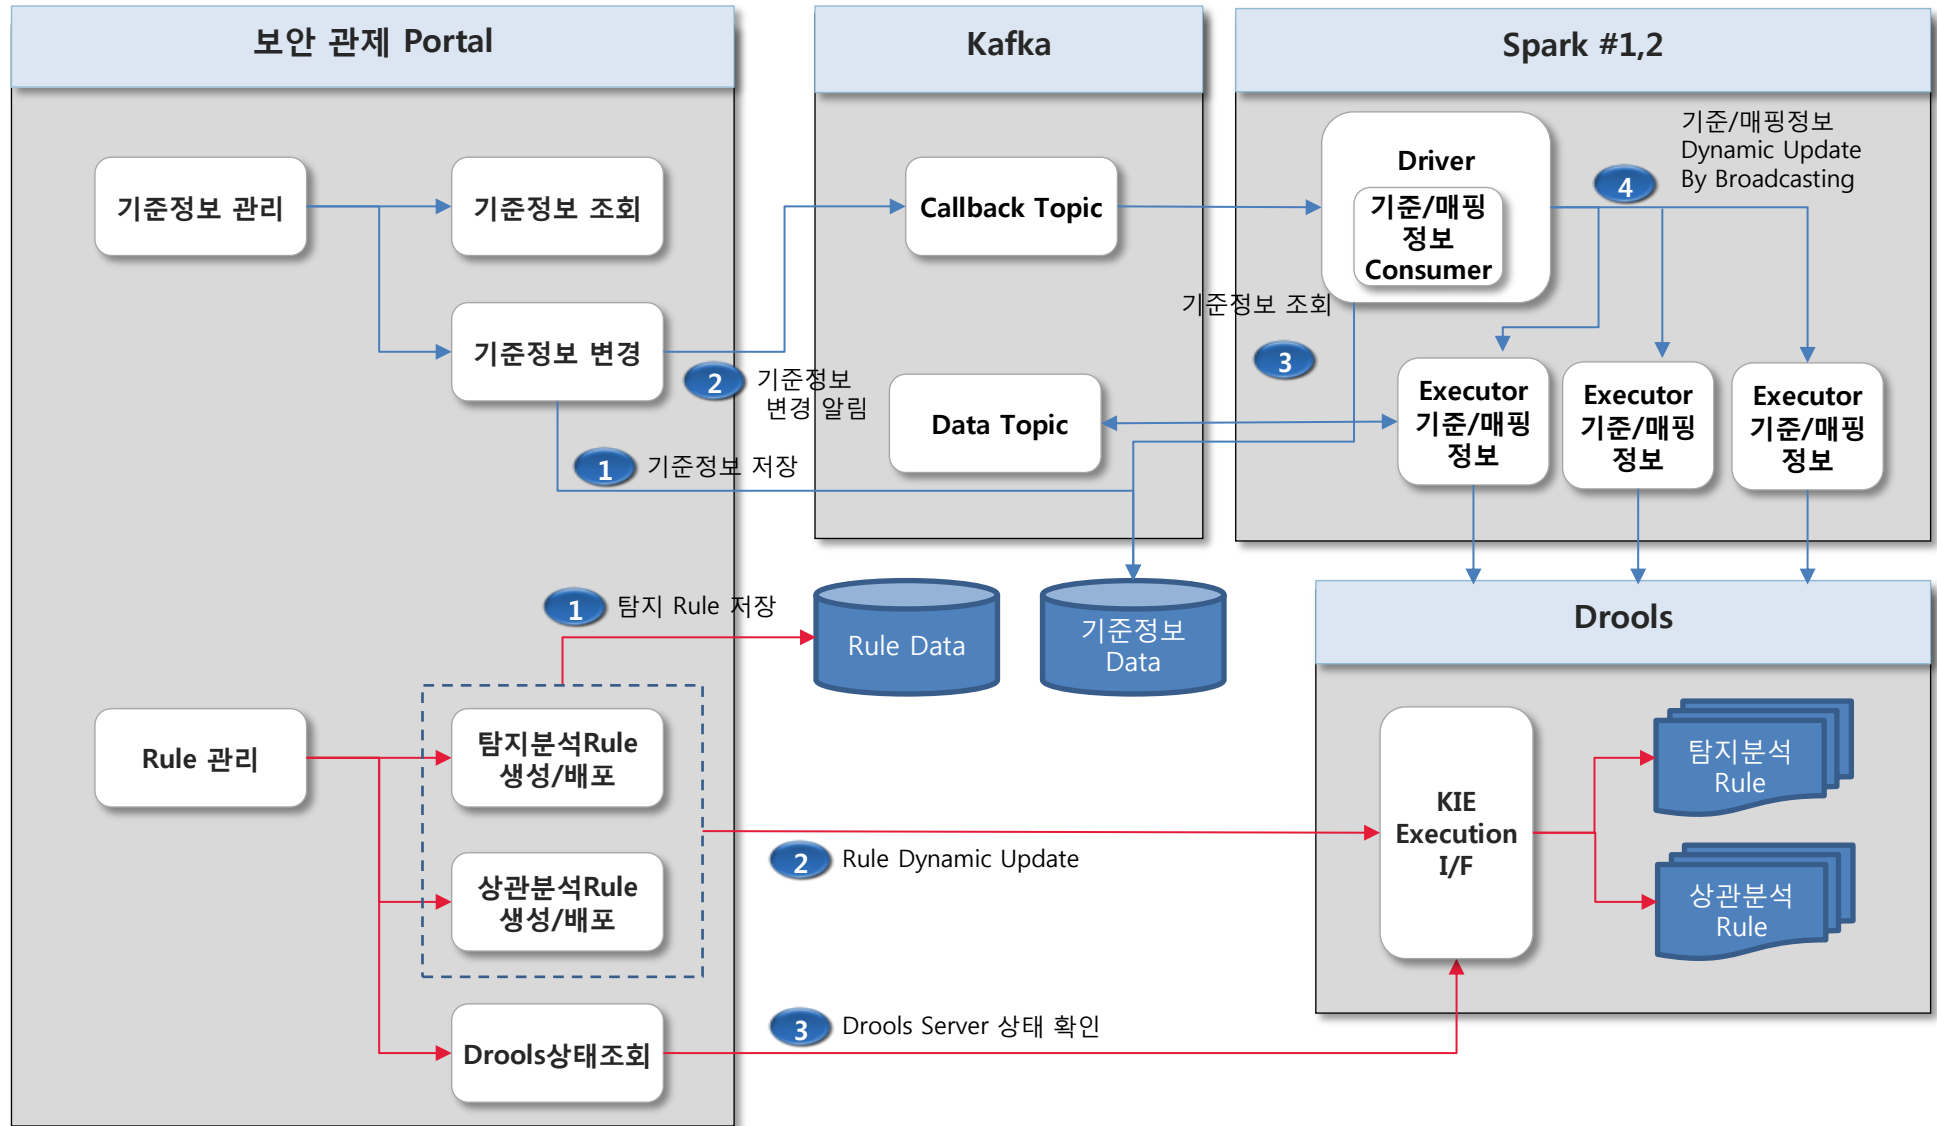 보안 관제 Portal
Kafka
Spark #1,2
기준정보 관리
기준정보 조회
기준정보 변경
Callback Topic
Driver
기준/매핑
정보
Consumer
4
기준/매핑정보
Dynamic Update
By Broadcasting
2
기준정보
변경 알림
기준정보 조회
3
Data Topic
Executor
기준/매핑
정보
Executor
기준/매핑
정보
Executor
기준/매핑
정보
1
기준정보 저장
1
탐지 Rule 저장
Rule Data
기준정보
Data
Drools
Rule 관리
탐지분석Rule
생성/배포
상관분석Rule
생성/배포
Drools상태조회
2
Rule Dynamic Update
3
Drools Server 상태 확인
KIE
Execution
I/F
탐지분석
Rule
상관분석
Rule